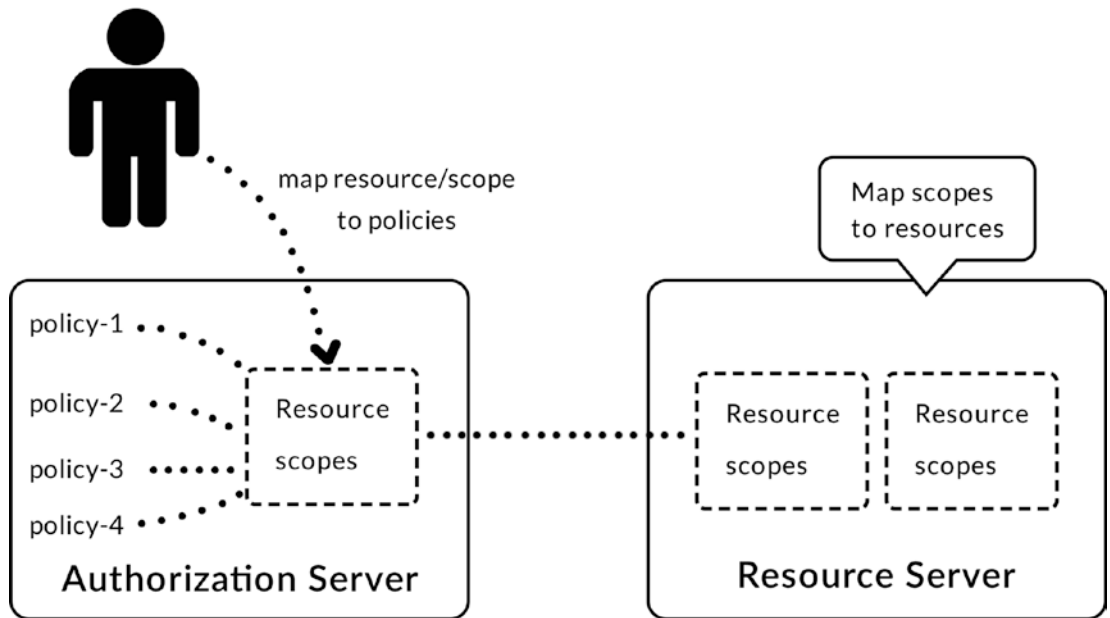 map resource/scope
to policies
Map scopes
to resources
policy-1
policy-2
policy-3
policy-4
Resource
scopes
Authorization Server
Resource
scopes
Resource
scopes
Resource Server